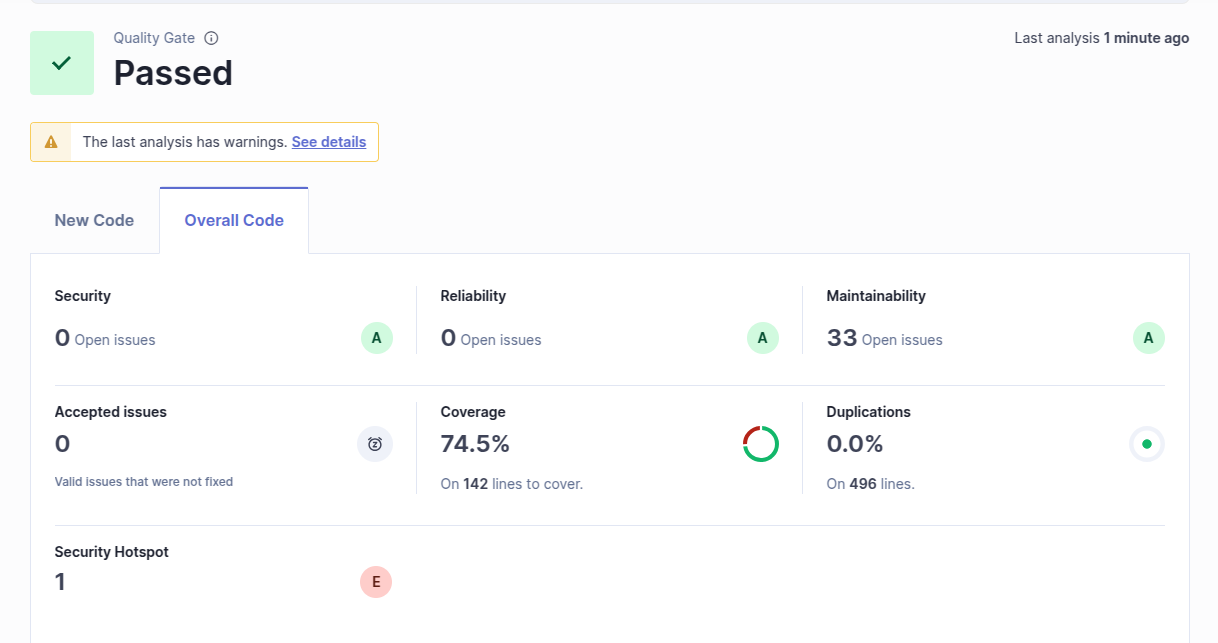 Quality Gate
Last analysis 1 minute ago
Passed
The last analysis has warnings. See details
New Code
Overall Code
Security
Reliability
Maintainability
0 Open issues
A
0 Open issues
A
33 Open issues
A
Accepted issues
Coverage
Duplications
0
74.5%
0.0%
Valid issues that were not fixed
On 142 lines to cover.
On 496 lines.
Security Hotspot
1
E